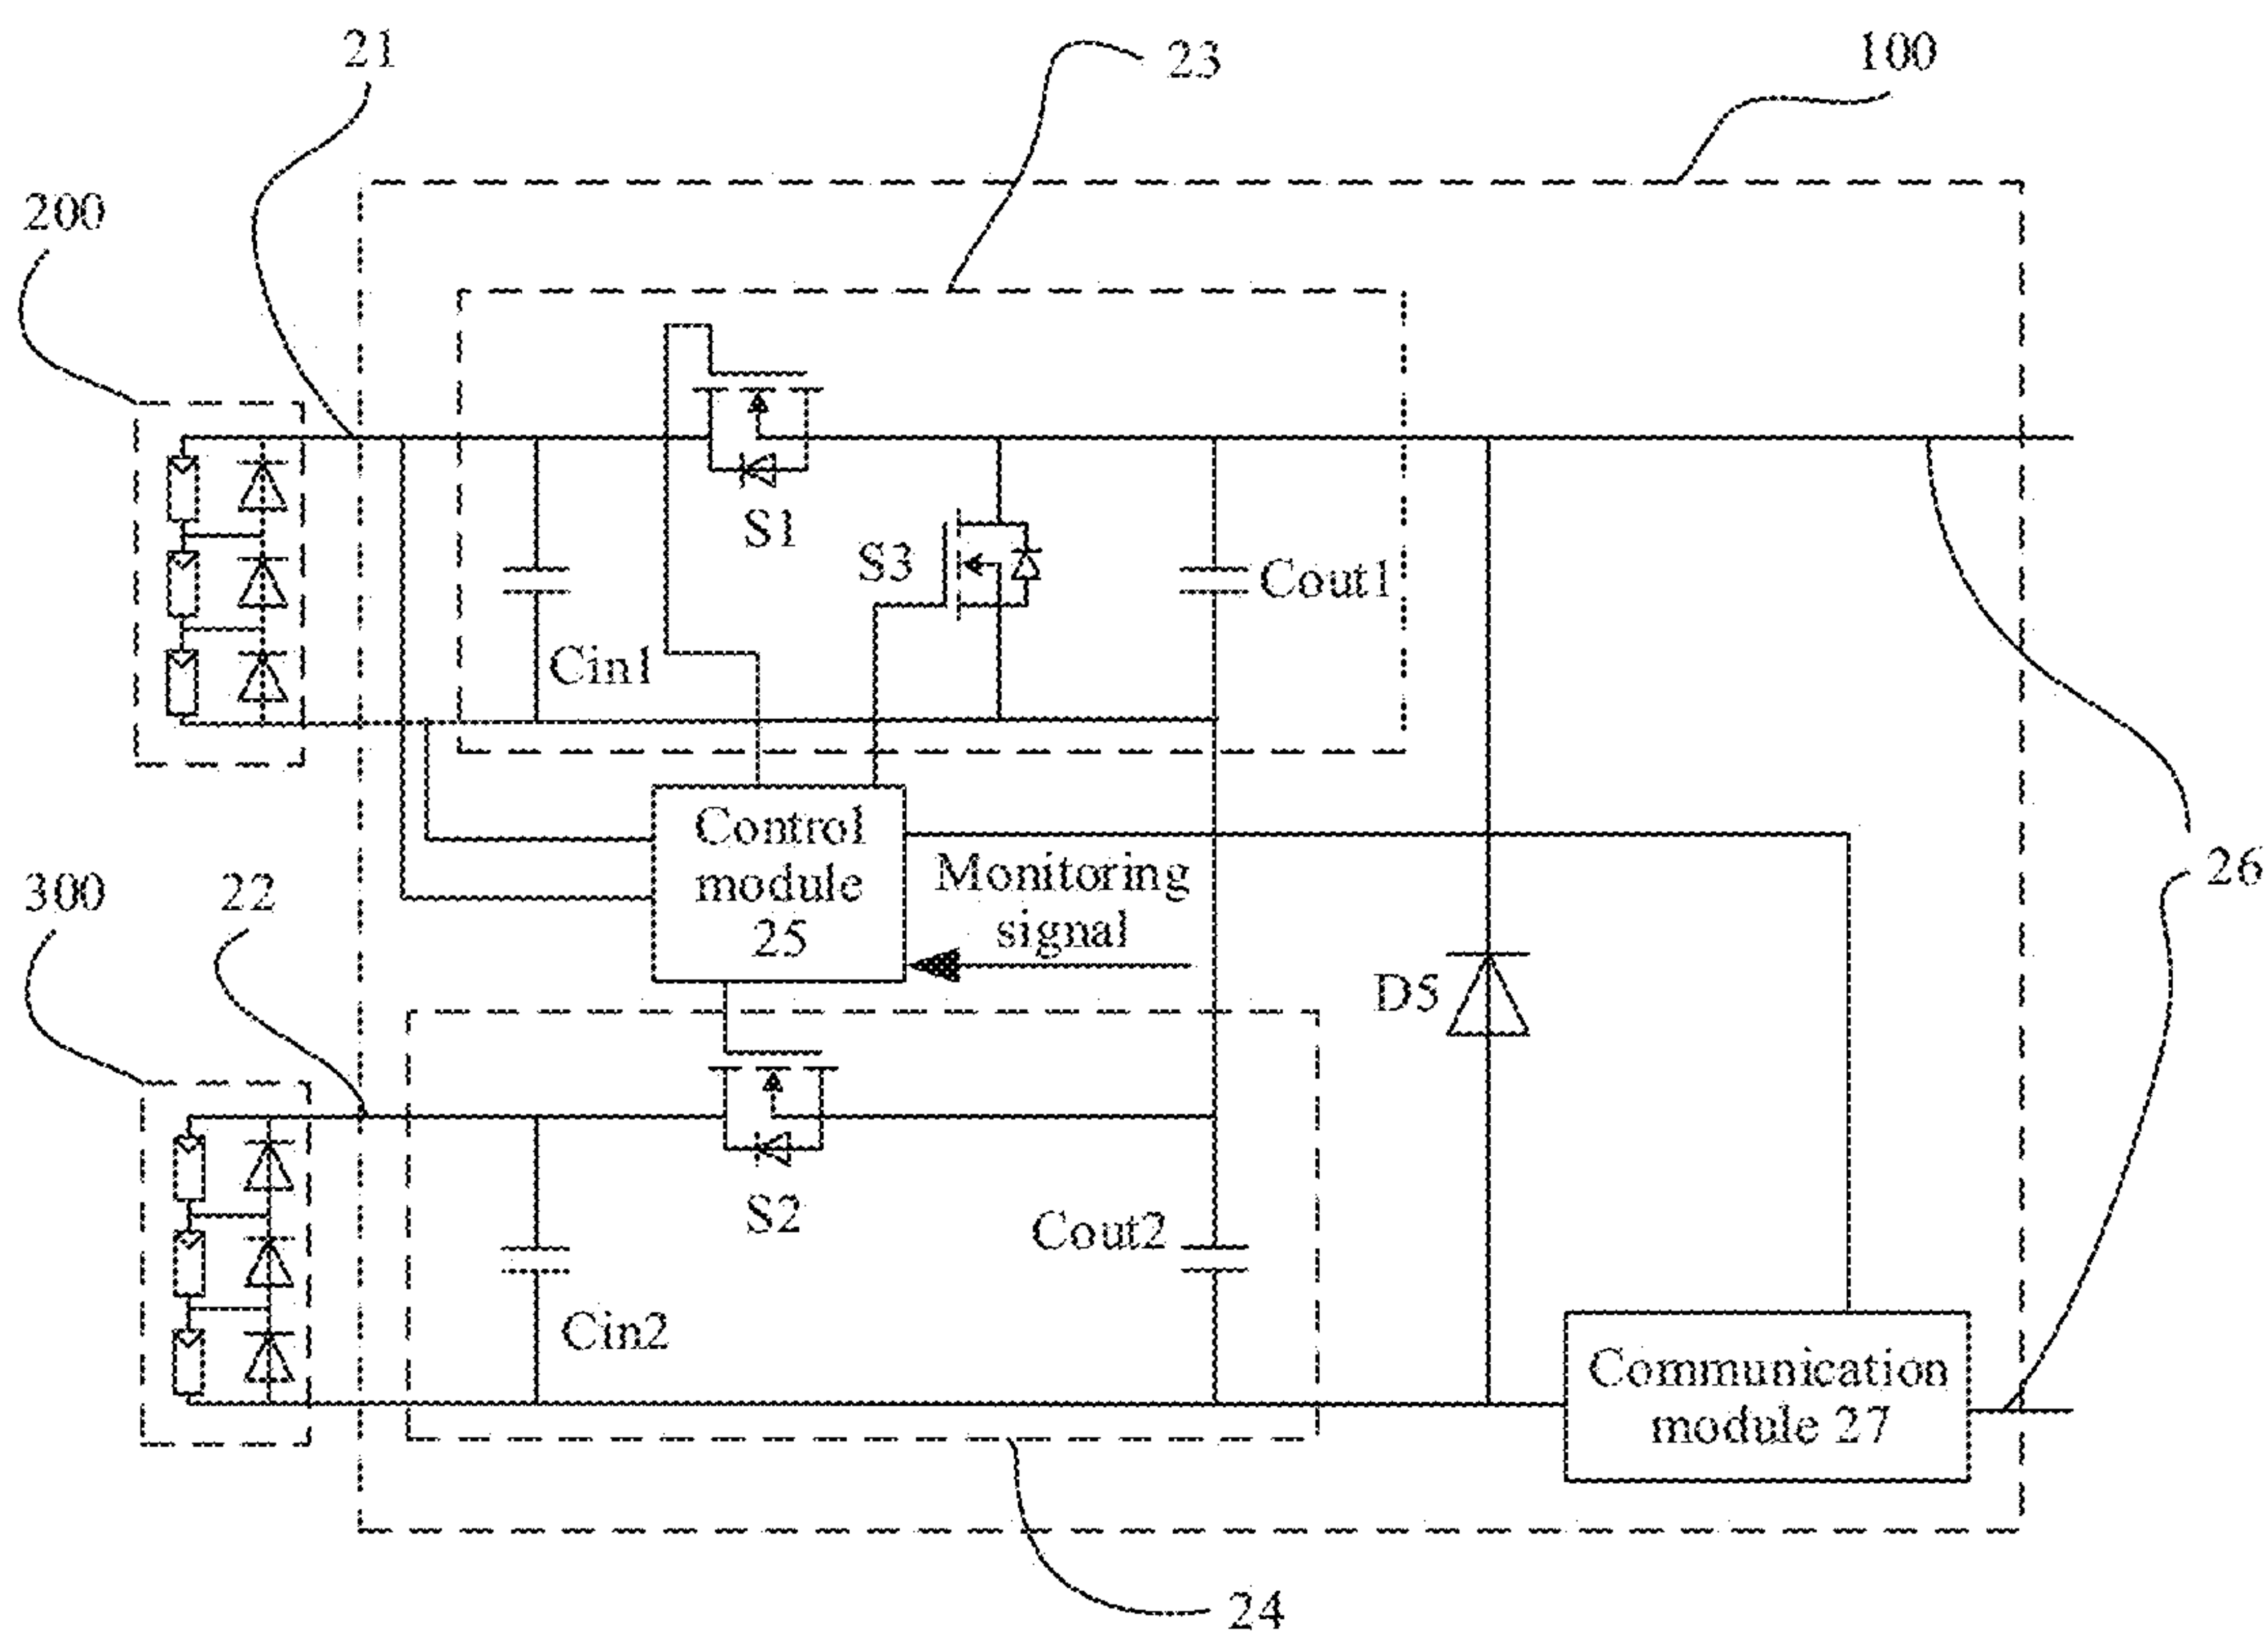 21
23
100
200
S1
S3
Cout1
Cin1
Control
module
25
Monitoring
signal
26
300
22
D5
S2
Cout2
Cin2
Communication
module 27
24